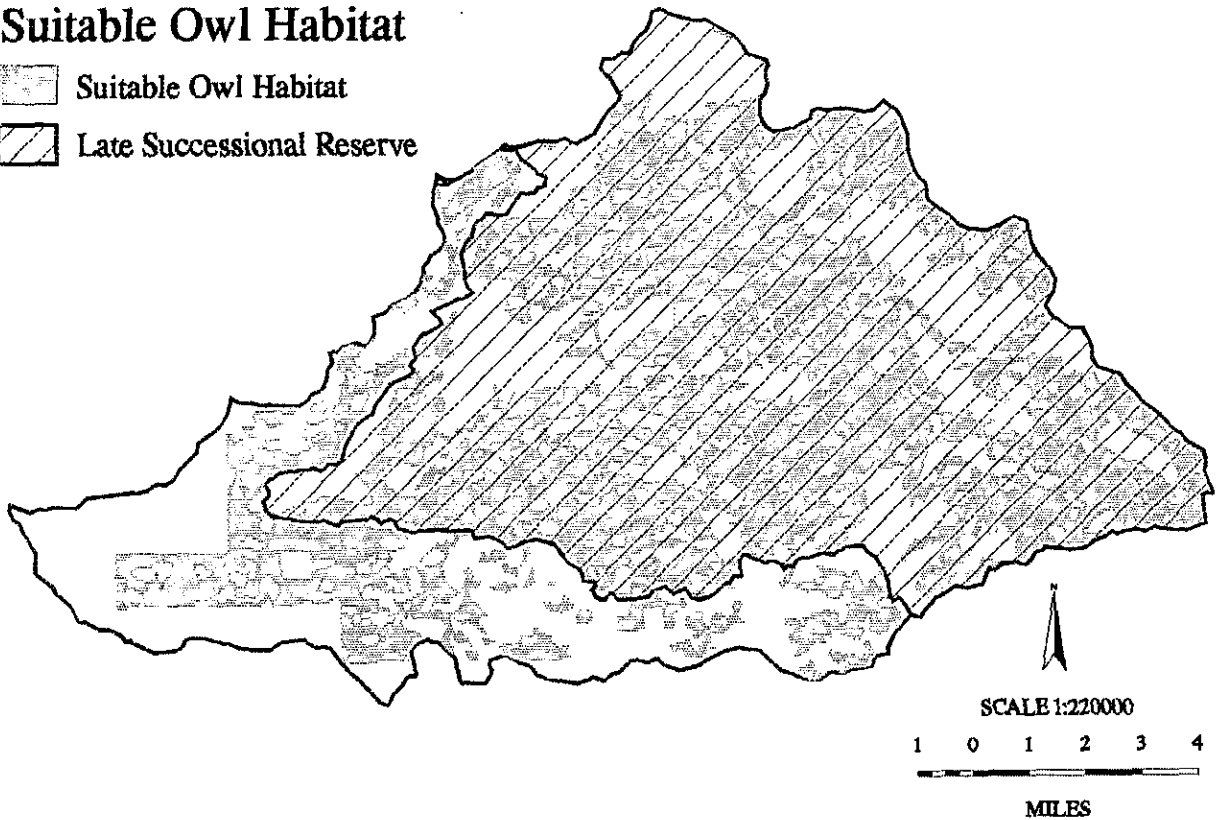 Suitable Owl Habitat
Suitable Owl Habitat
Late Successional Reserve
N
SCALE 1:220000
1 0 1 2 3 4
MILES